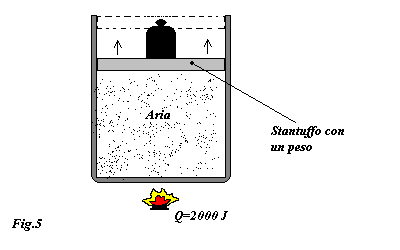 Aria
Stantuffo con
un peso
Q=2000 J
Fig.5